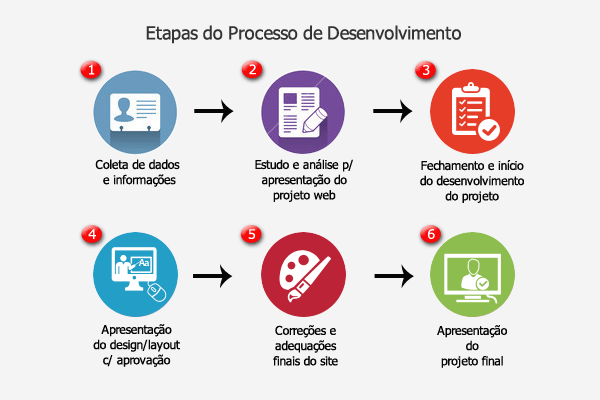 Etapas do Processo de Desenvolvimento
1
2
3
Coleta de dados
e informações
Estudo e análise p/
apresentação do
projeto web
Fechamento e início
do desenvolvimento
do projeto
4
5
6
Aa
Apresentação
do design/layout
c/ aprovação
Correções e
adequações
finais do site
Apresentação
do
projeto final